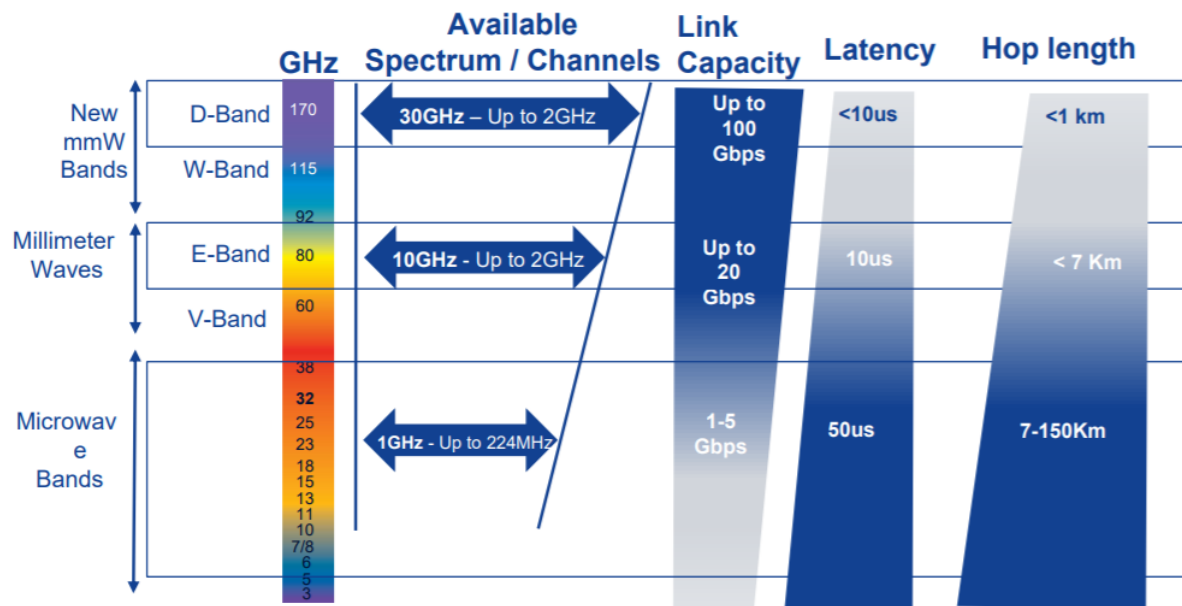 Available
Spectrum / Channels
GHz
Link
Capacity
Latency
Hop length
New
mmW
Bands
D-Band
170
30GHz – Up to 2GHz
Up to
100
Gbps
<10us
<1 km
W-Band
115
92
Millimeter
Waves
E-Band
80
10GHz - Up to 2GHz
Up to
20
Gbps
10us
< 7 Km
V-Band
60
Microwav
e
Bands
38
32
25
23
18
15
13
11
10
7/8
6
5
3
1GHz - Up to 224MHz
1-5
Gbps
50us
7-150Km